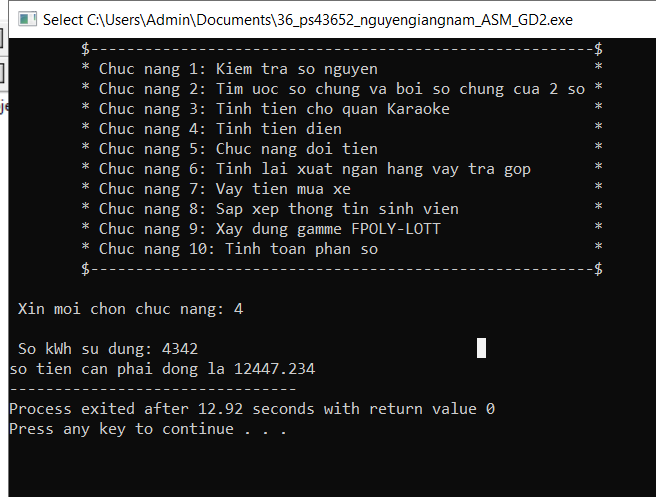 Select C:\Users\Admin\Documents\36_ps43652_nguyengiangnam_ASM_GD2.exe
$-------------------------------------------------------$
* Chuc nang 1: Kiem tra so nguyen *
* Chuc nang 2: Tim uoc so chung va boi so chung cua 2 so *
* Chuc nang 3: Tinh tien cho quan Karaoke *
* Chuc nang 4: Tinh tien dien *
* Chuc nang 5: Chuc nang doi tien *
* Chuc nang 6: Tinh lai xuat ngan hang vay tra gop *
* Chuc nang 7: Vay tien mua xe *
* Chuc nang 8: Sap xep thong tin sinh vien *
* Chuc nang 9: Xay dung gamme FPOLY-LOTT *
* Chuc nang 10: Tinh toan phan so *
$-------------------------------------------------------$
Xin moi chon chuc nang: 4
So kWh su dung: 4342
so tien can phai dong la 12447.234
--------------------------------
Process exited after 12.92 seconds with return value 0
Press any key to continue . . .